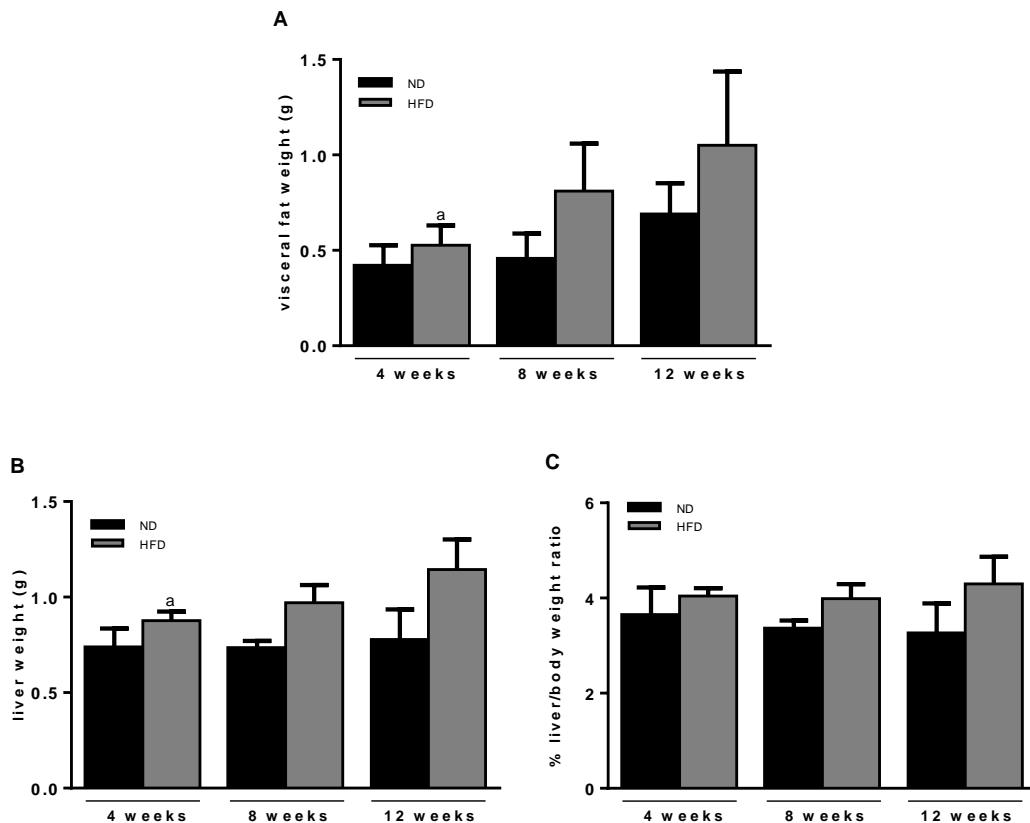 A
visceral fat weight (g)
1.5
1.0
0.5
0.0
ND
HFD
a
4 weeks
8 weeks
12 weeks
B
liver weight (g)
1.5
1.0
0.5
0.0
ND
HFD
a
4 weeks
8 weeks
12 weeks
C
% liver/body weight ratio
6
4
2
0
ND
HFD
4 weeks
8 weeks
12 weeks